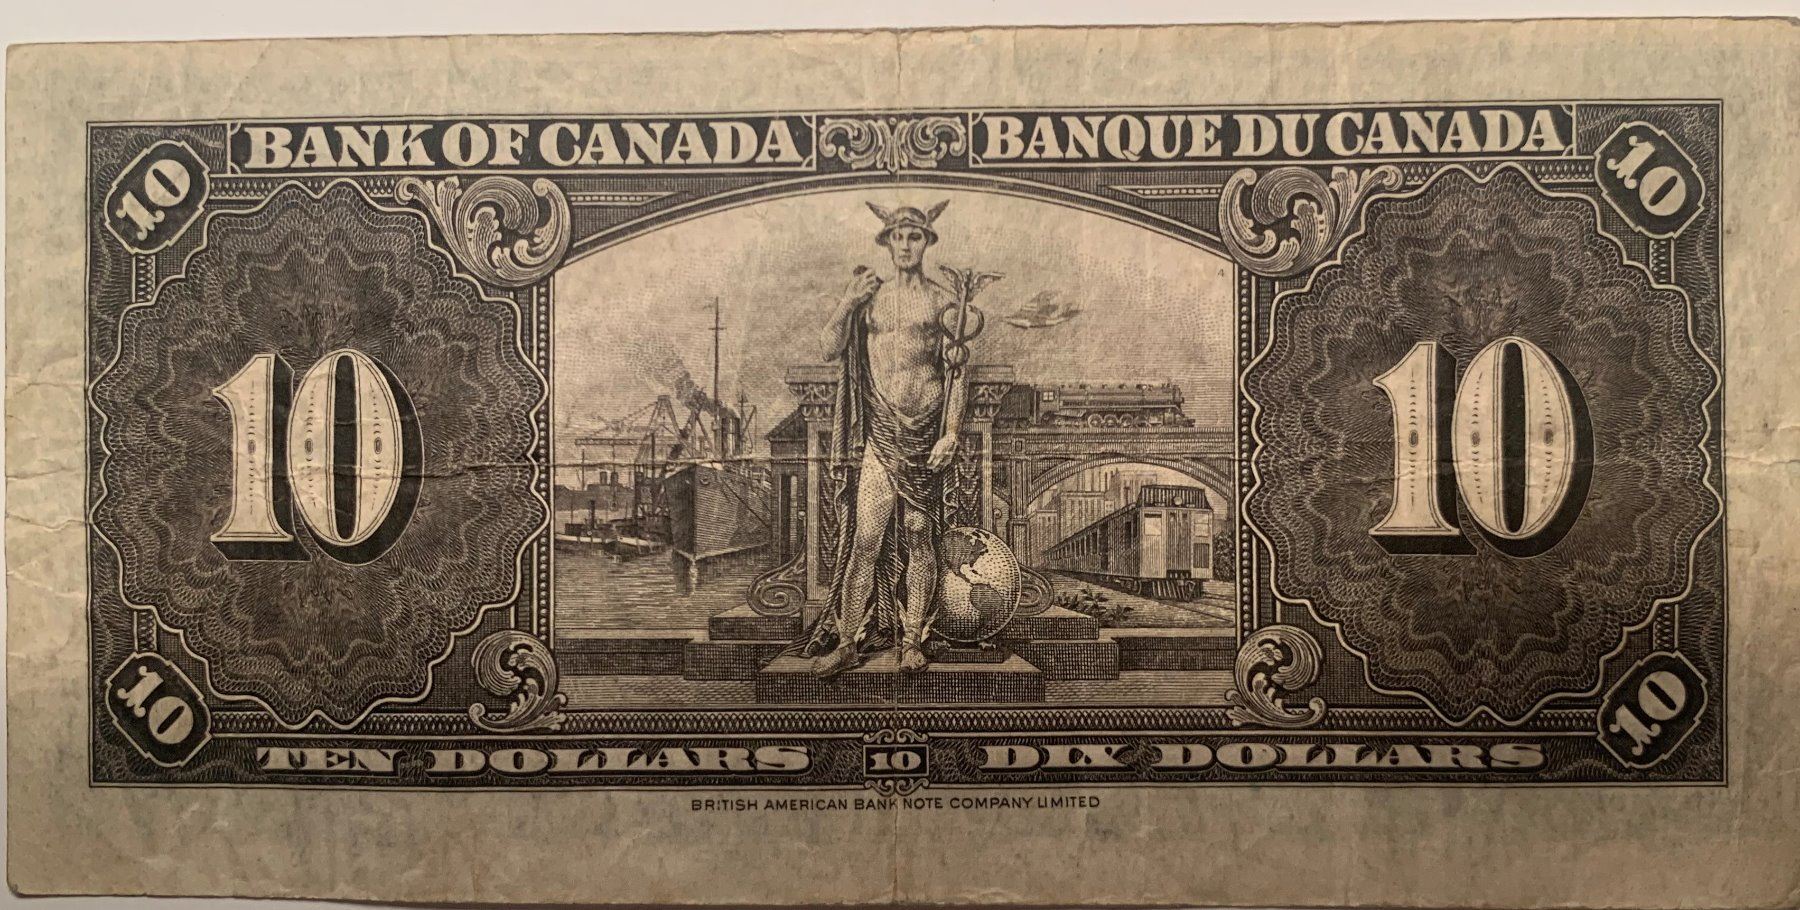 BANK OF CANADA BANQUE DU CANADA
10 10
4
10 10
10 10
TEN DOLLARS 10 DIX DOLLARS
BRITISH AMERICAN BANK NOTE COMPANY LIMITED